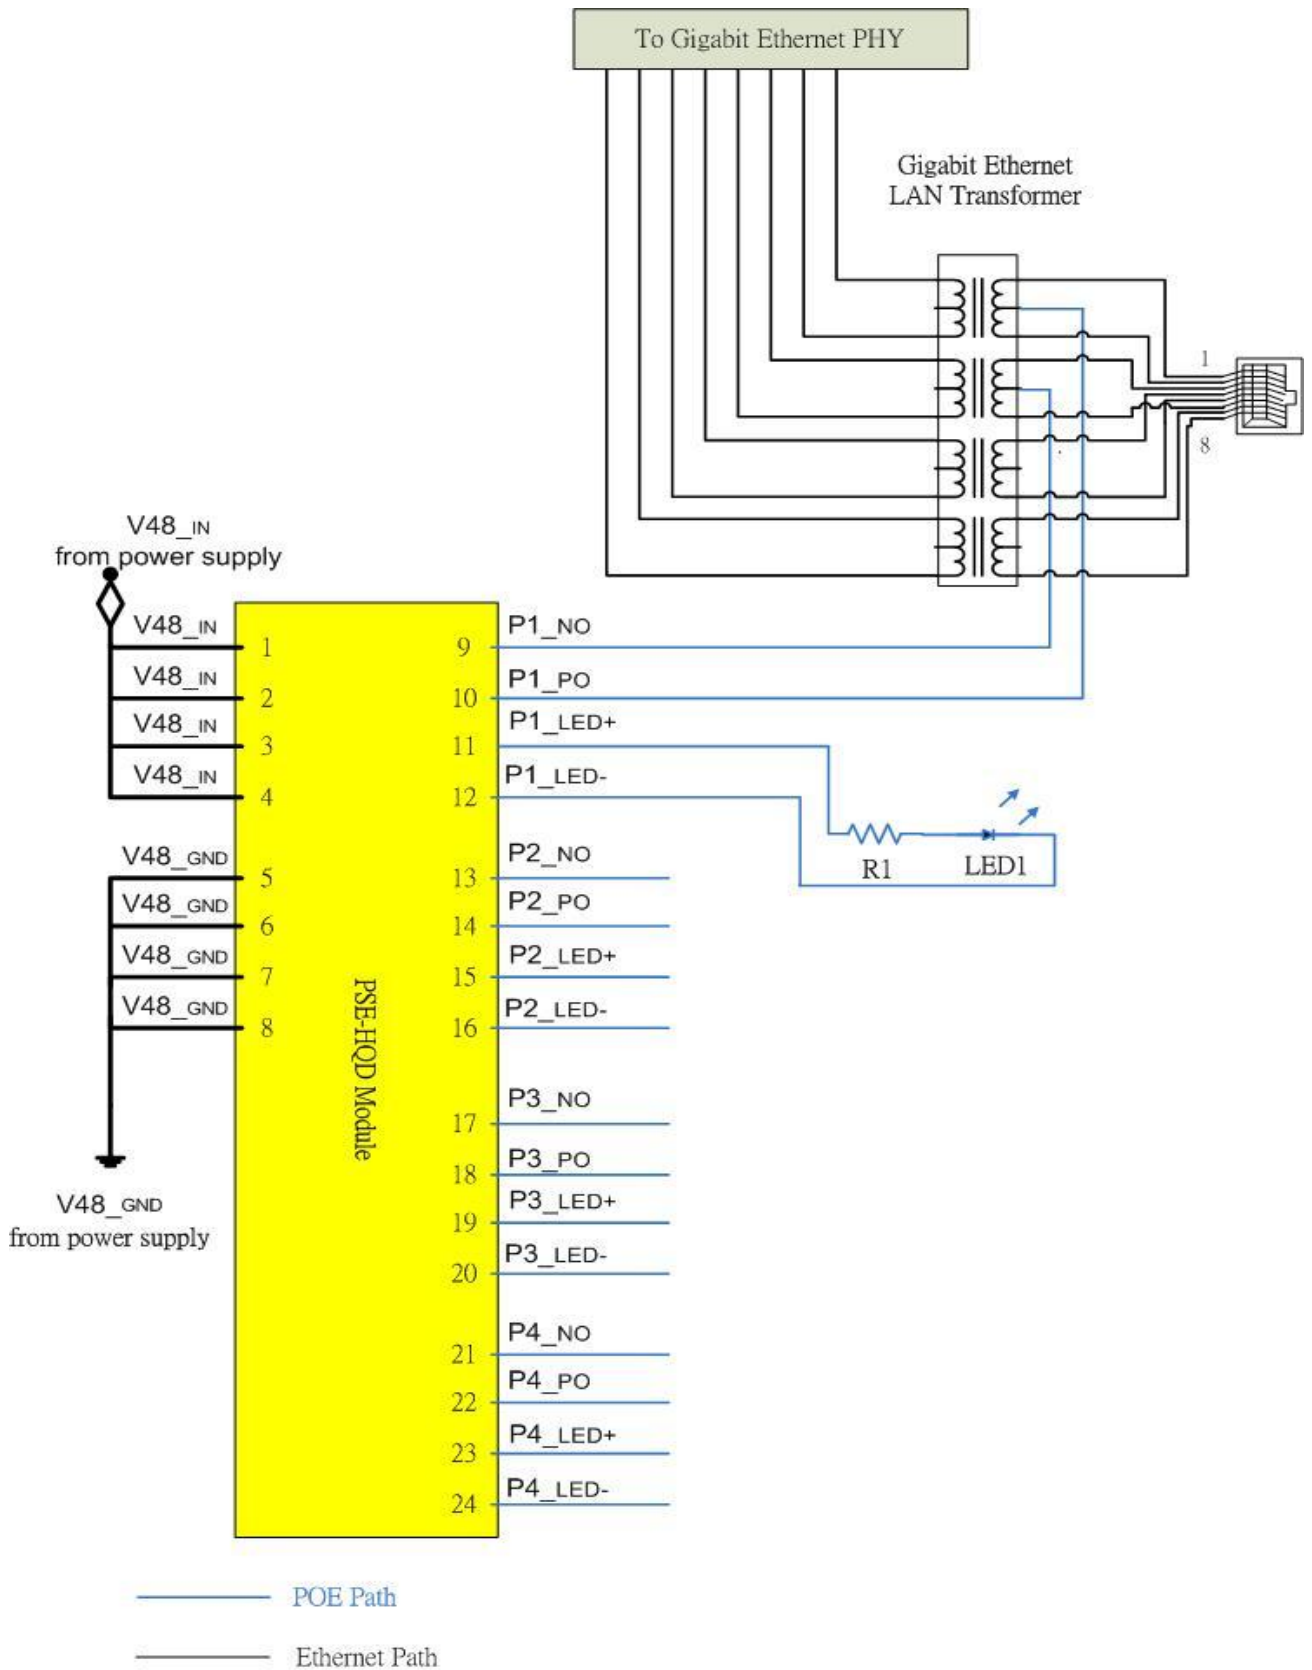 To Gigabit Ethernet PHY
Gigabit Ethernet
LAN Transformer
1
8
V48_IN
from power supply
V48_IN
1
V48_IN
2
V48_IN
3
V48_IN
4
V48_GND
5
V48_GND
6
V48_GND
7
V48_GND
8
V48_GND
from power supply
PSE-HQD Module
P1_NO
9
P1_PO
10
P1_LED+
11
P1_LED-
12
R1
LED1
P2_NO
13
P2_PO
14
P2_LED+
15
P2_LED-
16
P3_NO
17
P3_PO
18
P3_LED+
19
P3_LED-
20
P4_NO
21
P4_PO
22
P4_LED+
23
P4_LED-
24
POE Path
Ethernet Path